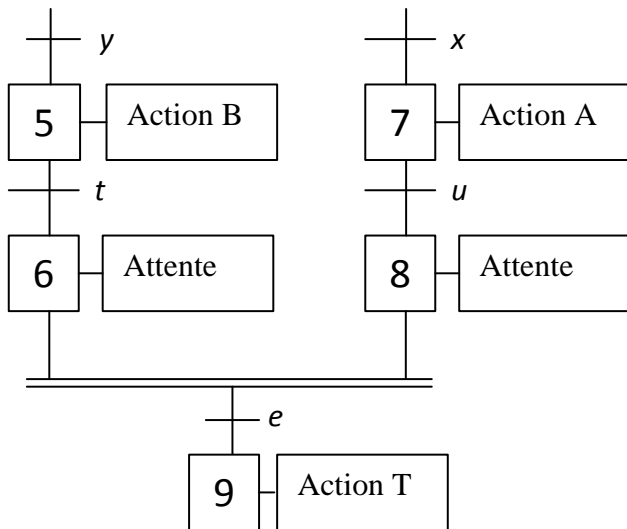 y
x
5
Action B
7
Action A
t
u
6
Attente
8
Attente
e
9
Action T